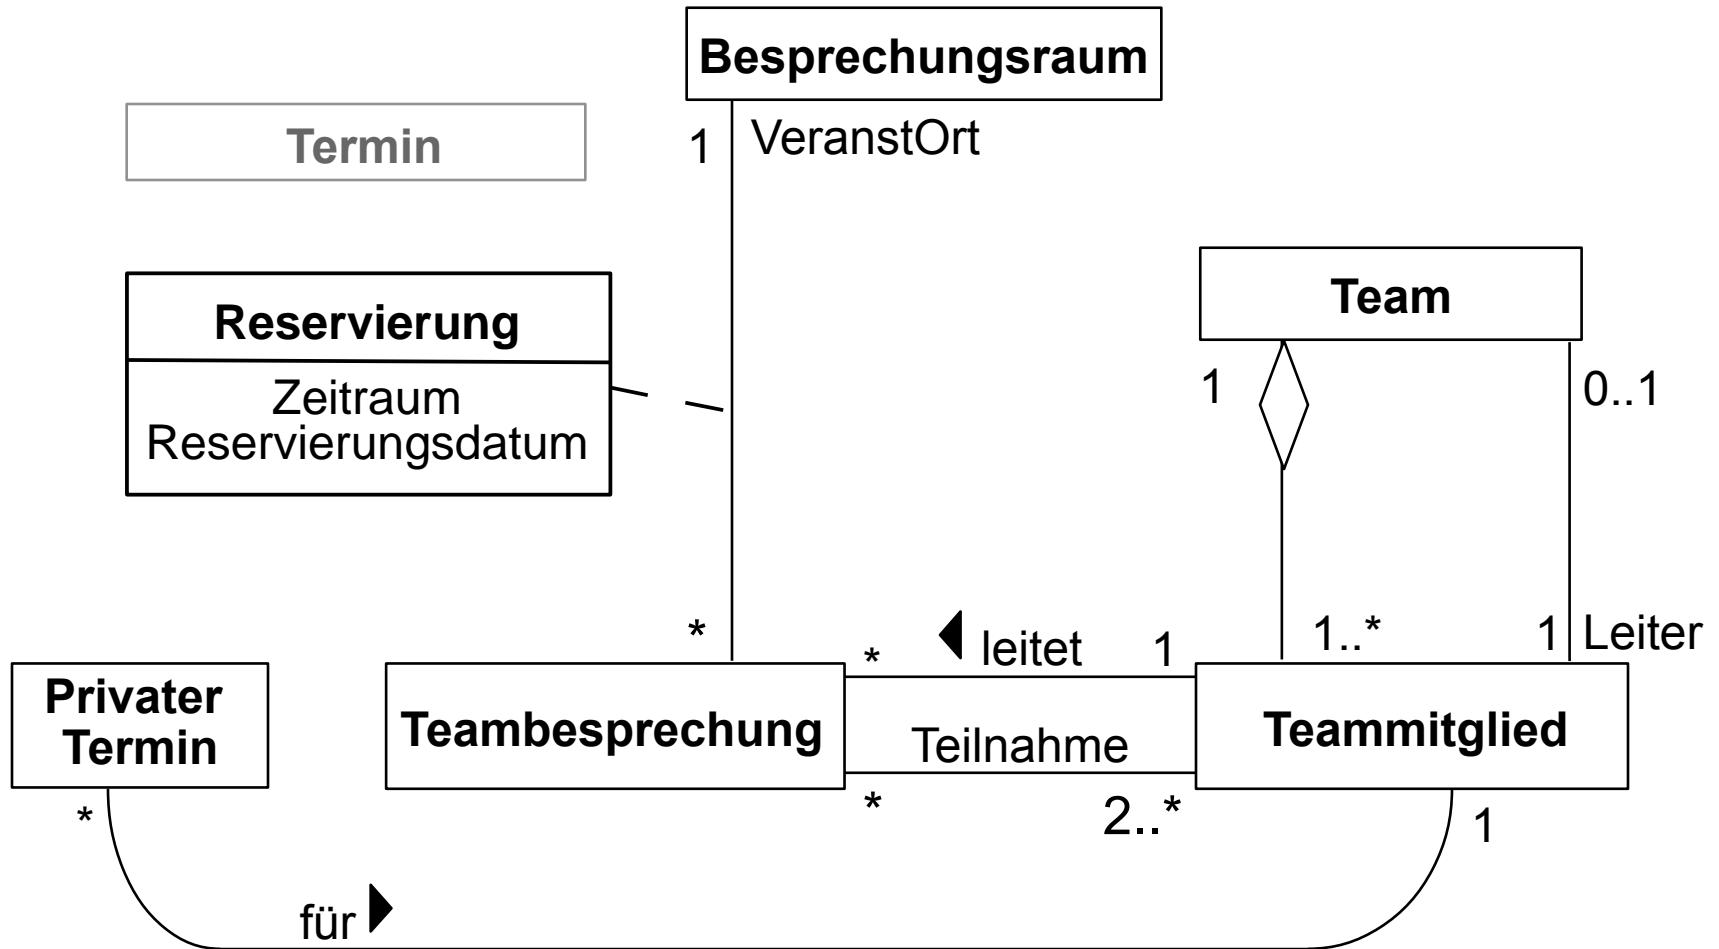 Besprechungsraum
Termin
1 VeranstOrt
Team
Reservierung
Zeitraum
Reservierungsdatum
1
0..1
*
* leitet 1
1..*
1 Leiter
Privater
Termin
Teambesprechung
Teilnahme
Teammitglied
*
*
2..*
1
für